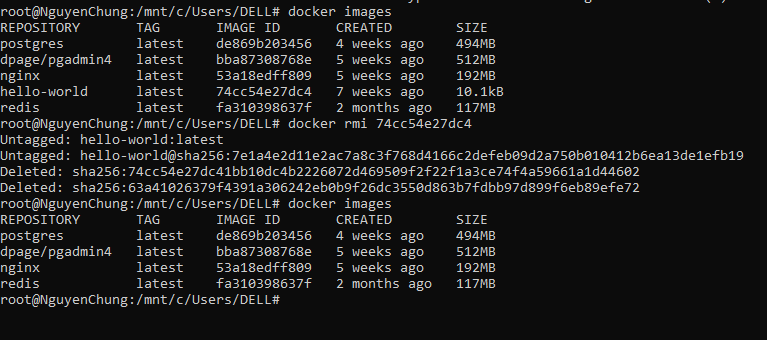 root@NguyenChung:/mnt/c/Users/DELL# docker images
REPOSITORY TAG IMAGE ID CREATED SIZE
postgres latest de869b203456 4 weeks ago 494MB
dpage/pgadmin4 latest bba87308768e 5 weeks ago 512MB
nginx latest 53a18edff809 5 weeks ago 192MB
hello-world latest 74cc54e27dc4 7 weeks ago 10.1kB
redis latest fa310398637f 2 months ago 117MB
root@NguyenChung:/mnt/c/Users/DELL# docker rmi 74cc54e27dc4
Untagged: hello-world:latest
Untagged: hello-world@sha256:7e1a4e2d11e2ac7a8c3f768d4166c2defeb09d2a750b010412b6ea13de1efb19
Deleted: sha256:74cc54e27dc41bb10dc4b2226072d469509f2f22f1a3ce74f4a59661a1d44602
Deleted: sha256:63a41026379f4391a306242eb0b9f26dc3550d863b7fdbb97d899f6eb89efe72
root@NguyenChung:/mnt/c/Users/DELL# docker images
REPOSITORY TAG IMAGE ID CREATED SIZE
postgres latest de869b203456 4 weeks ago 494MB
dpage/pgadmin4 latest bba87308768e 5 weeks ago 512MB
nginx latest 53a18edff809 5 weeks ago 192MB
redis latest fa310398637f 2 months ago 117MB
root@NguyenChung:/mnt/c/Users/DELL#